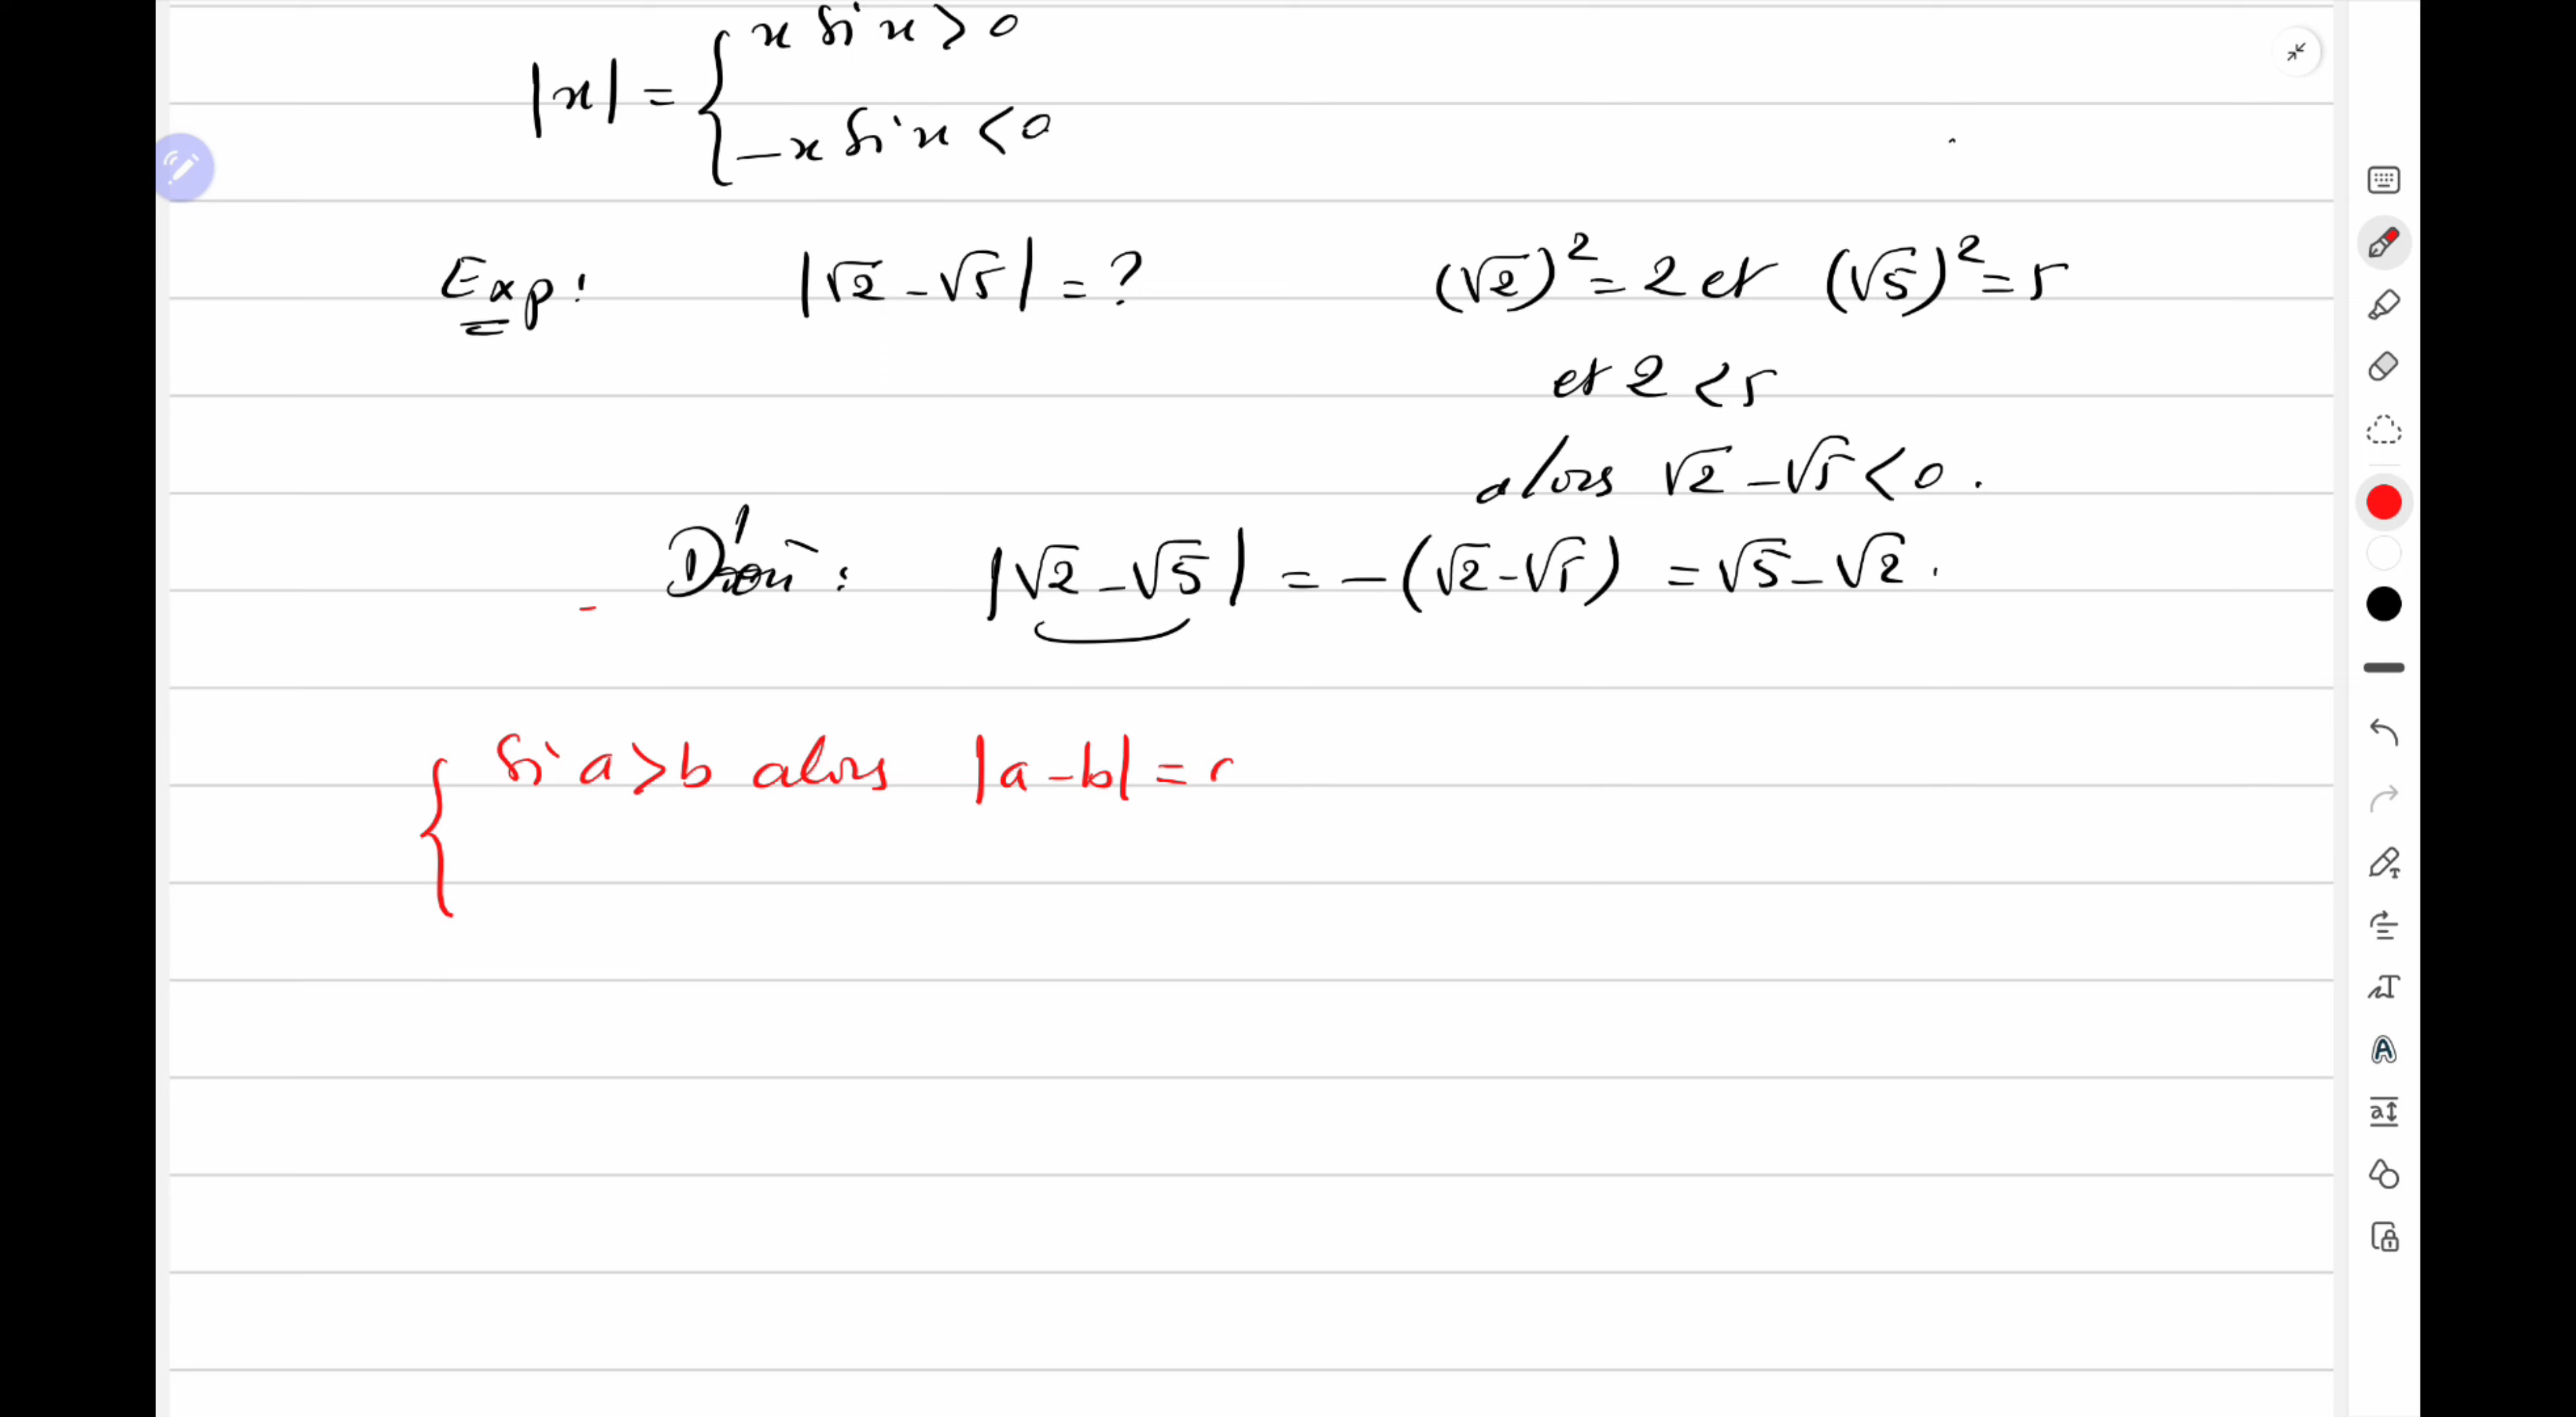 |x| = { x si x > 0
-x si x < 0
Exp : |√2 - √5| = ? (√2)² = 2 et (√5)² = 5
et 2 < 5
alors √2 - √5 < 0 .
: |√2 - √5| = -(√2 - √5) = √5 - √2 .
{ si a > b alors |a - b| =